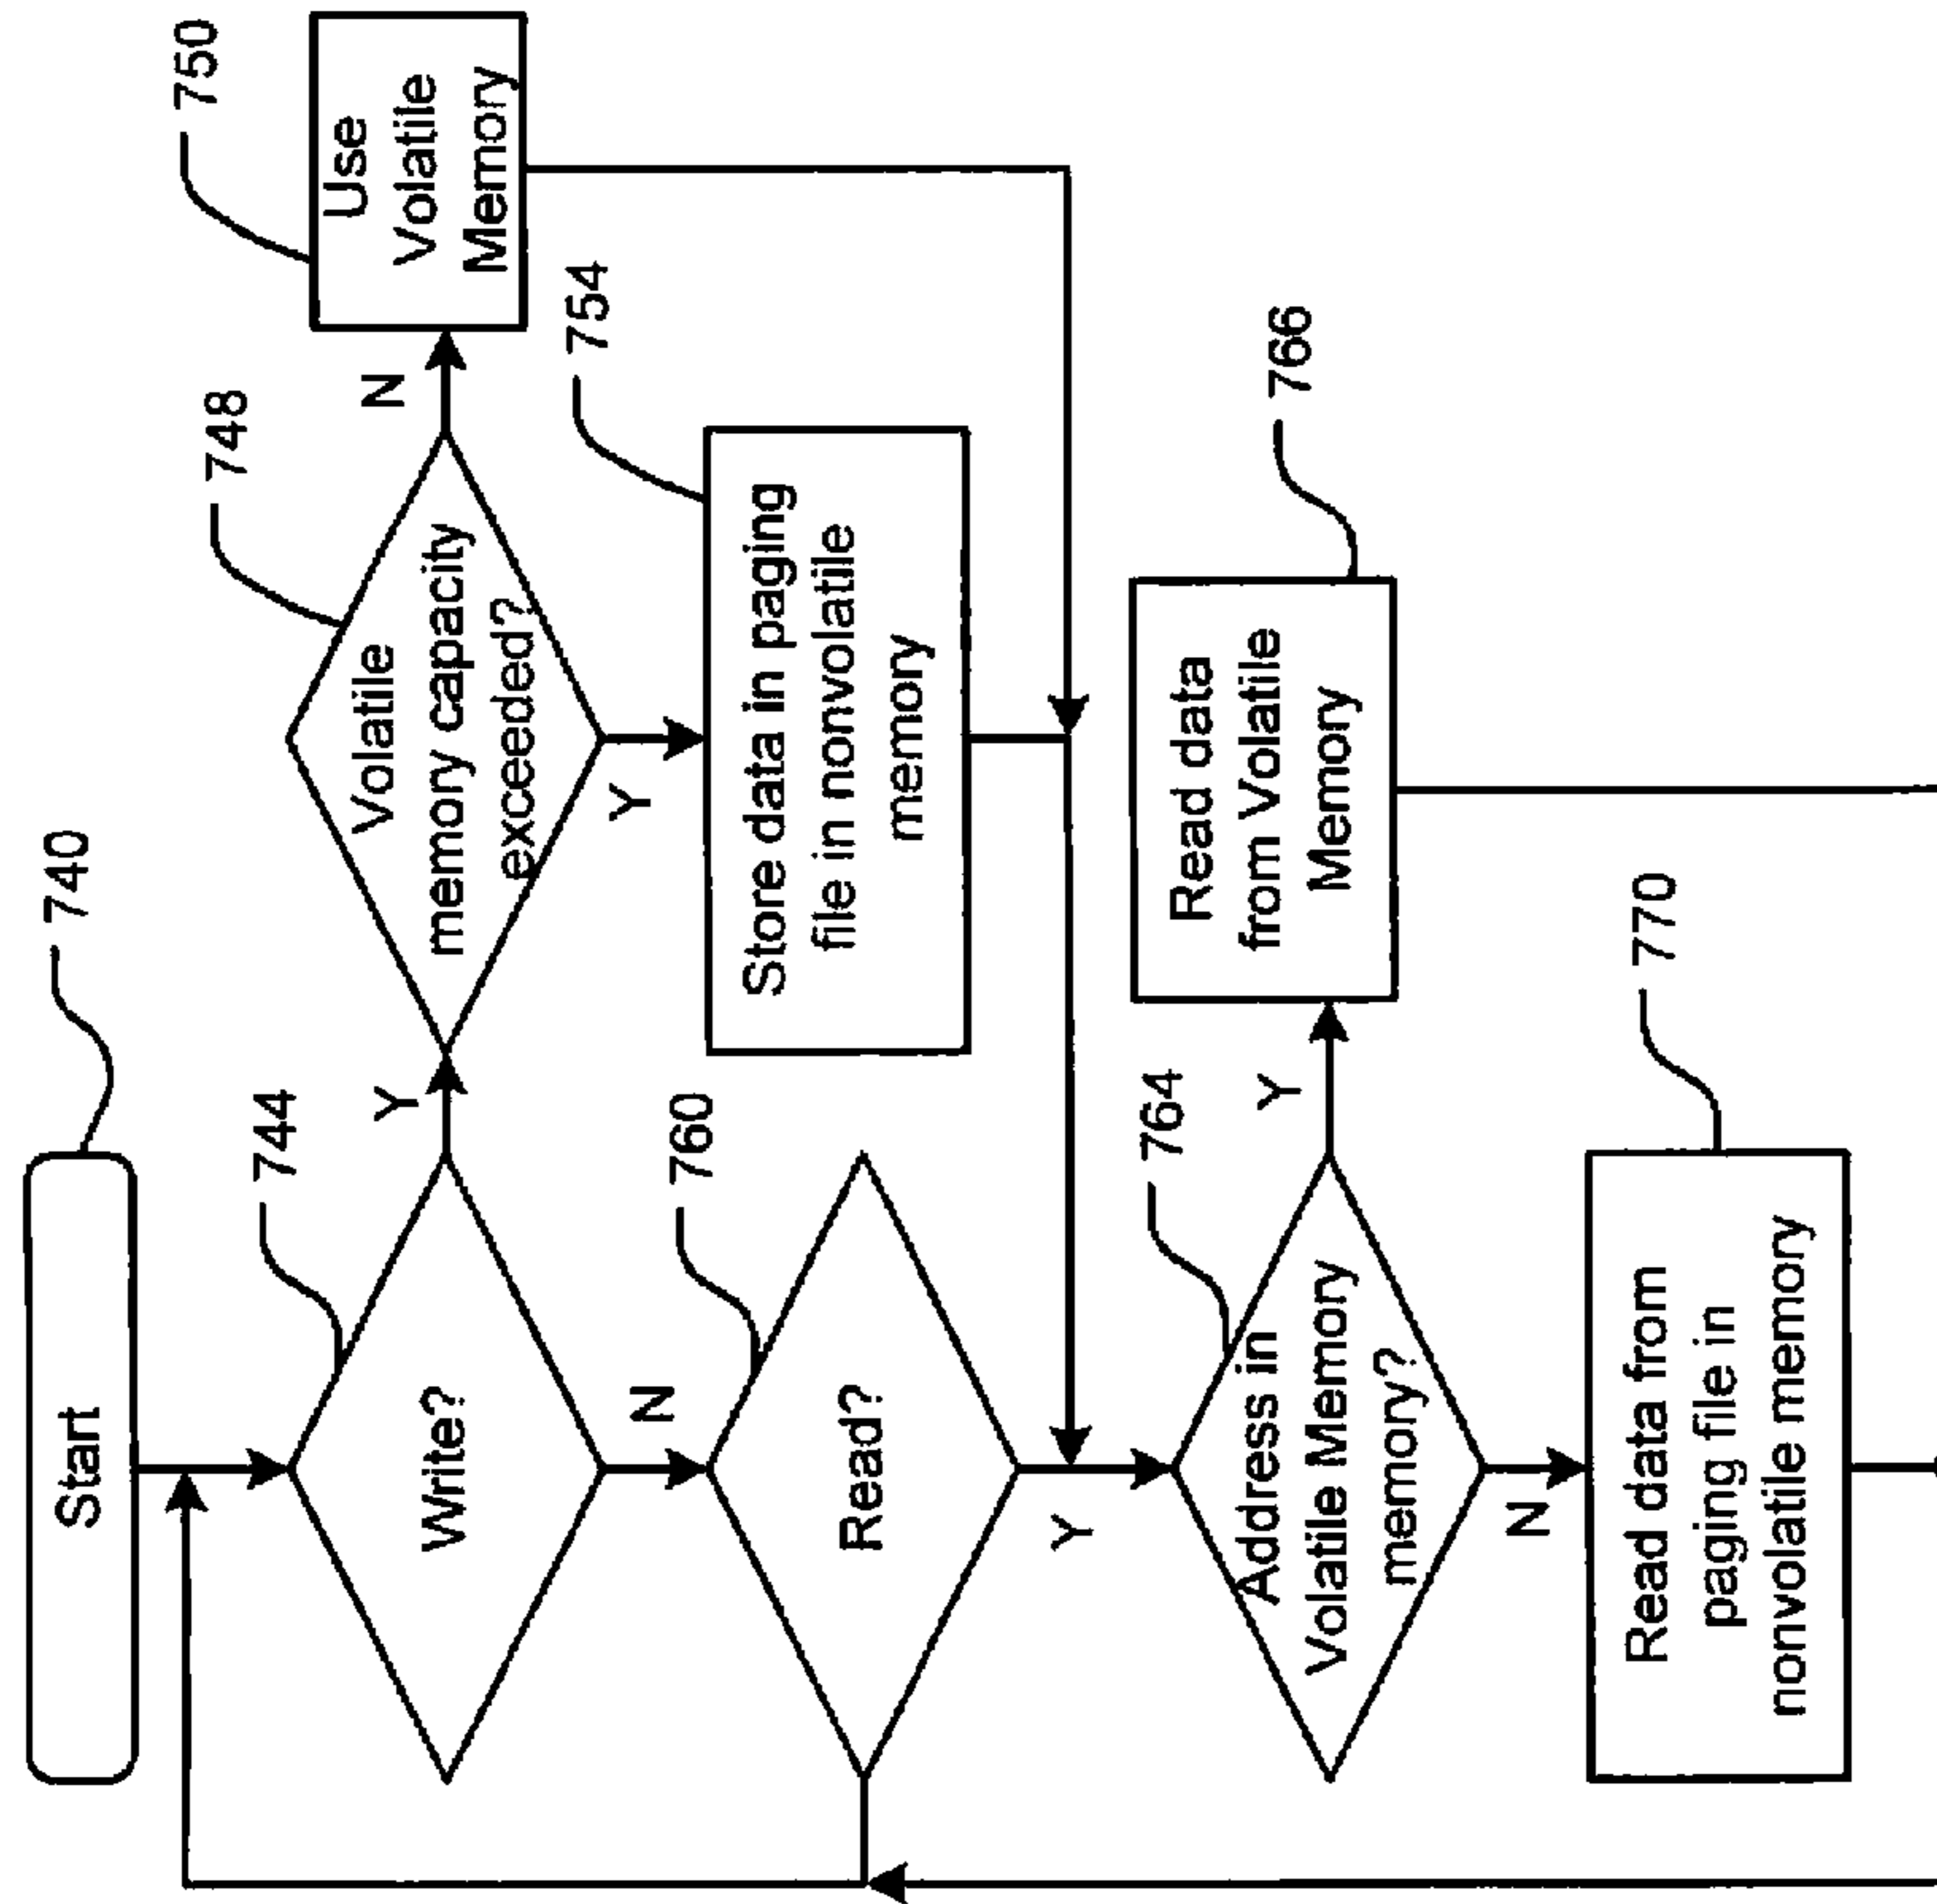 Start
740
Write?
744
Y
Volatile
memory capacity
exceeded?
748
N
Use
Volatile
Memory
750
N
Y
Store data in paging
file in nonvolatile
memory
754
Read?
760
Y
Address in
Volatile Memory
memory?
764
Y
Read data
from Volatile
Memory
766
N
Read data from
paging file in
nonvolatile memory
770